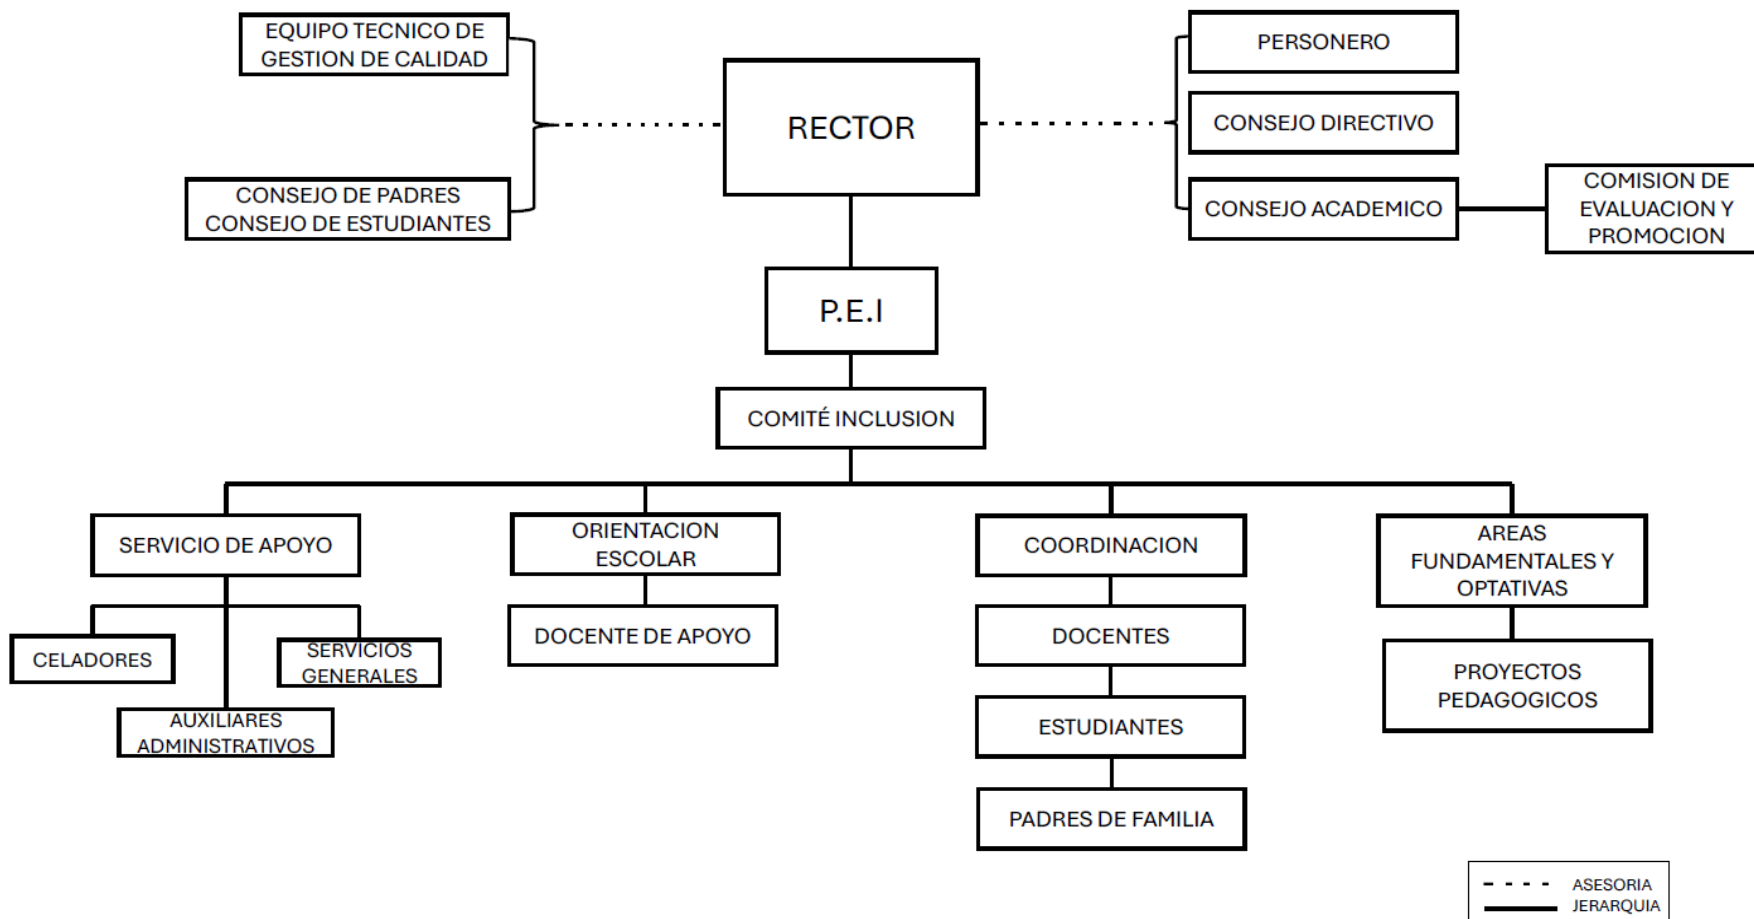 EQUIPO TECNICO DE
GESTION DE CALIDAD
CONSEJO DE PADRES
CONSEJO DE ESTUDIANTES
RECTOR
PERSONERO
CONSEJO DIRECTIVO
CONSEJO ACADEMICO
COMISION DE
EVALUACION Y
PROMOCION
P.E.I
COMITÉ INCLUSION
SERVICIO DE APOYO
CELADORES
SERVICIOS
GENERALES
AUXILIARES
ADMINISTRATIVOS
ORIENTACION
ESCOLAR
DOCENTE DE APOYO
COORDINACION
DOCENTES
ESTUDIANTES
PADRES DE FAMILIA
AREAS
FUNDAMENTALES Y
OPTATIVAS
PROYECTOS
PEDAGOGICOS
ASESORIA
JERARQUIA